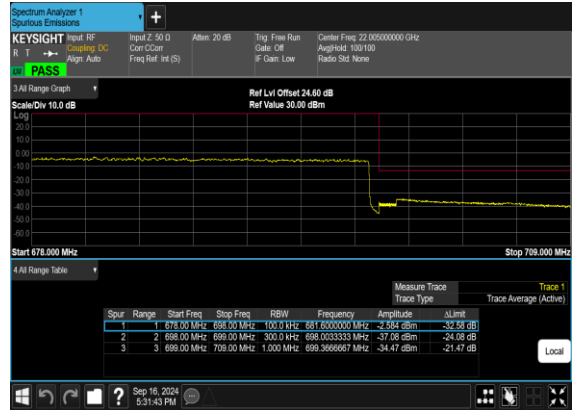 Spectrum Analyzer 1
Spurious Emissions
KEYSIGHT
R T
LW PASS
Input: RF
Coupling: DC
Align: Auto
Input Z: 50 Ω
Corr CCorr
Freq Ref: Int (S)
Atten: 20 dB
Trig: Free Run
Gate: Off
IF Gain: Low
Center Freq: 22.005000000 GHz
Avg|Hold: 100/100
Radio Std: None
3 All Range Graph
Scale/Div 10.0 dB
Ref Lvl Offset 24.60 dB
Ref Value 30.00 dBm
Log
20.0
10.0
0.00
-10.0
-20.0
-30.0
-40.0
-50.0
-60.0
Start 678.000 MHz
Stop 709.000 MHz
4 All Range Table
Measure Trace Trace 1
Trace Type Trace Average (Active)
Spur Range Start Freq Stop Freq RBW Frequency Amplitude ΔLimit
1 1 678.00 MHz 698.00 MHz 100.0 kHz 681.6000000 MHz -2.584 dBm -32.58 dB
2 2 698.00 MHz 699.00 MHz 300.0 kHz 698.0033333 MHz -37.08 dBm -24.08 dB
3 3 699.00 MHz 709.00 MHz 1.000 MHz 699.3666667 MHz -34.47 dBm -21.47 dB
Local
?
Sep 16, 2024
5:31:43 PM